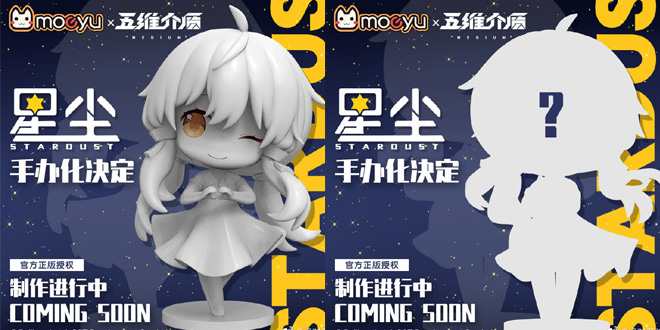 moeyu × 五维介质
MEDIUM⁵
星尘
STARDUST
手办化决定
官方正版授权
制作进行中
COMING SOON
STARDUS
moeyu × 五维介质
MEDIUM⁵
星尘
STARDUST
手办化决定
?
官方正版授权
制作进行中
COMING SOON
STARDUS